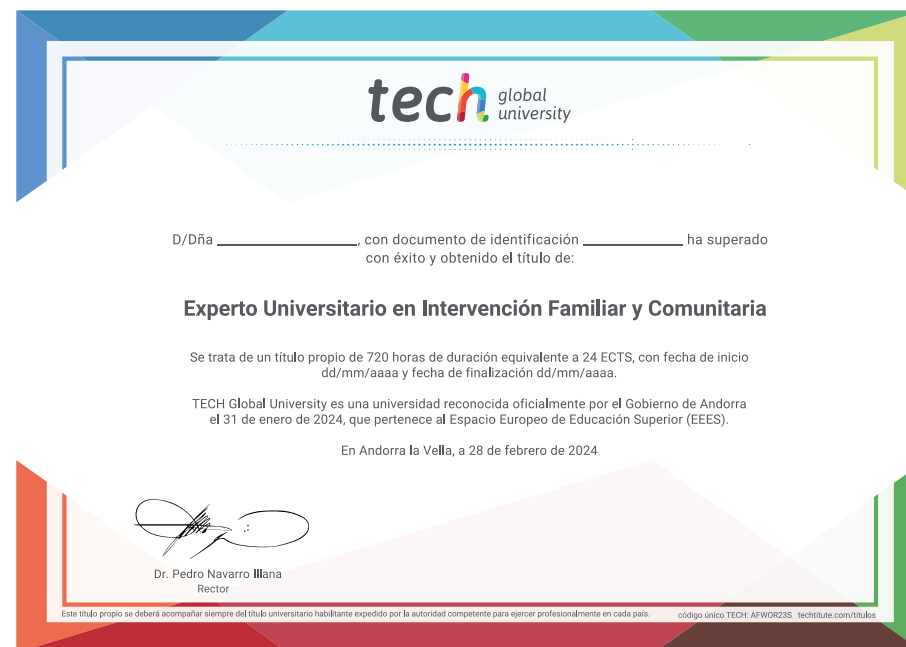 tech global university
D/Dña ____________________, con documento de identificación ______________ ha superado
con éxito y obtenido el título de:
Experto Universitario en Intervención Familiar y Comunitaria
Se trata de un título propio de 720 horas de duración equivalente a 24 ECTS, con fecha de inicio
dd/mm/aaaa y fecha de finalización dd/mm/aaaa.
TECH Global University es una universidad reconocida oficialmente por el Gobierno de Andorra
el 31 de enero de 2024, que pertenece al Espacio Europeo de Educación Superior (EEES).
En Andorra la Vella, a 28 de febrero de 2024
Dr. Pedro Navarro Illana
Rector
Este título propio se deberá acompañar siempre del título universitario habilitante expedido por la autoridad competente para ejercer profesionalmente en cada país.
código único TECH: AFWOR23S techtitute.com/titulos